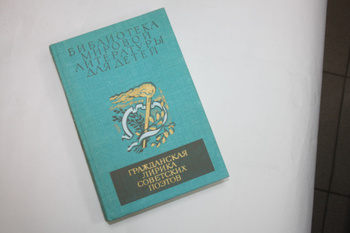 БИБЛИОТЕКА
МИРОВОЙ
ЛИТЕРАТУРЫ
ДЛЯ ДЕТЕЙ
ГРАЖДАНСКАЯ
ЛИРИКА
СОВЕТСКИХ
ПОЭТОВ